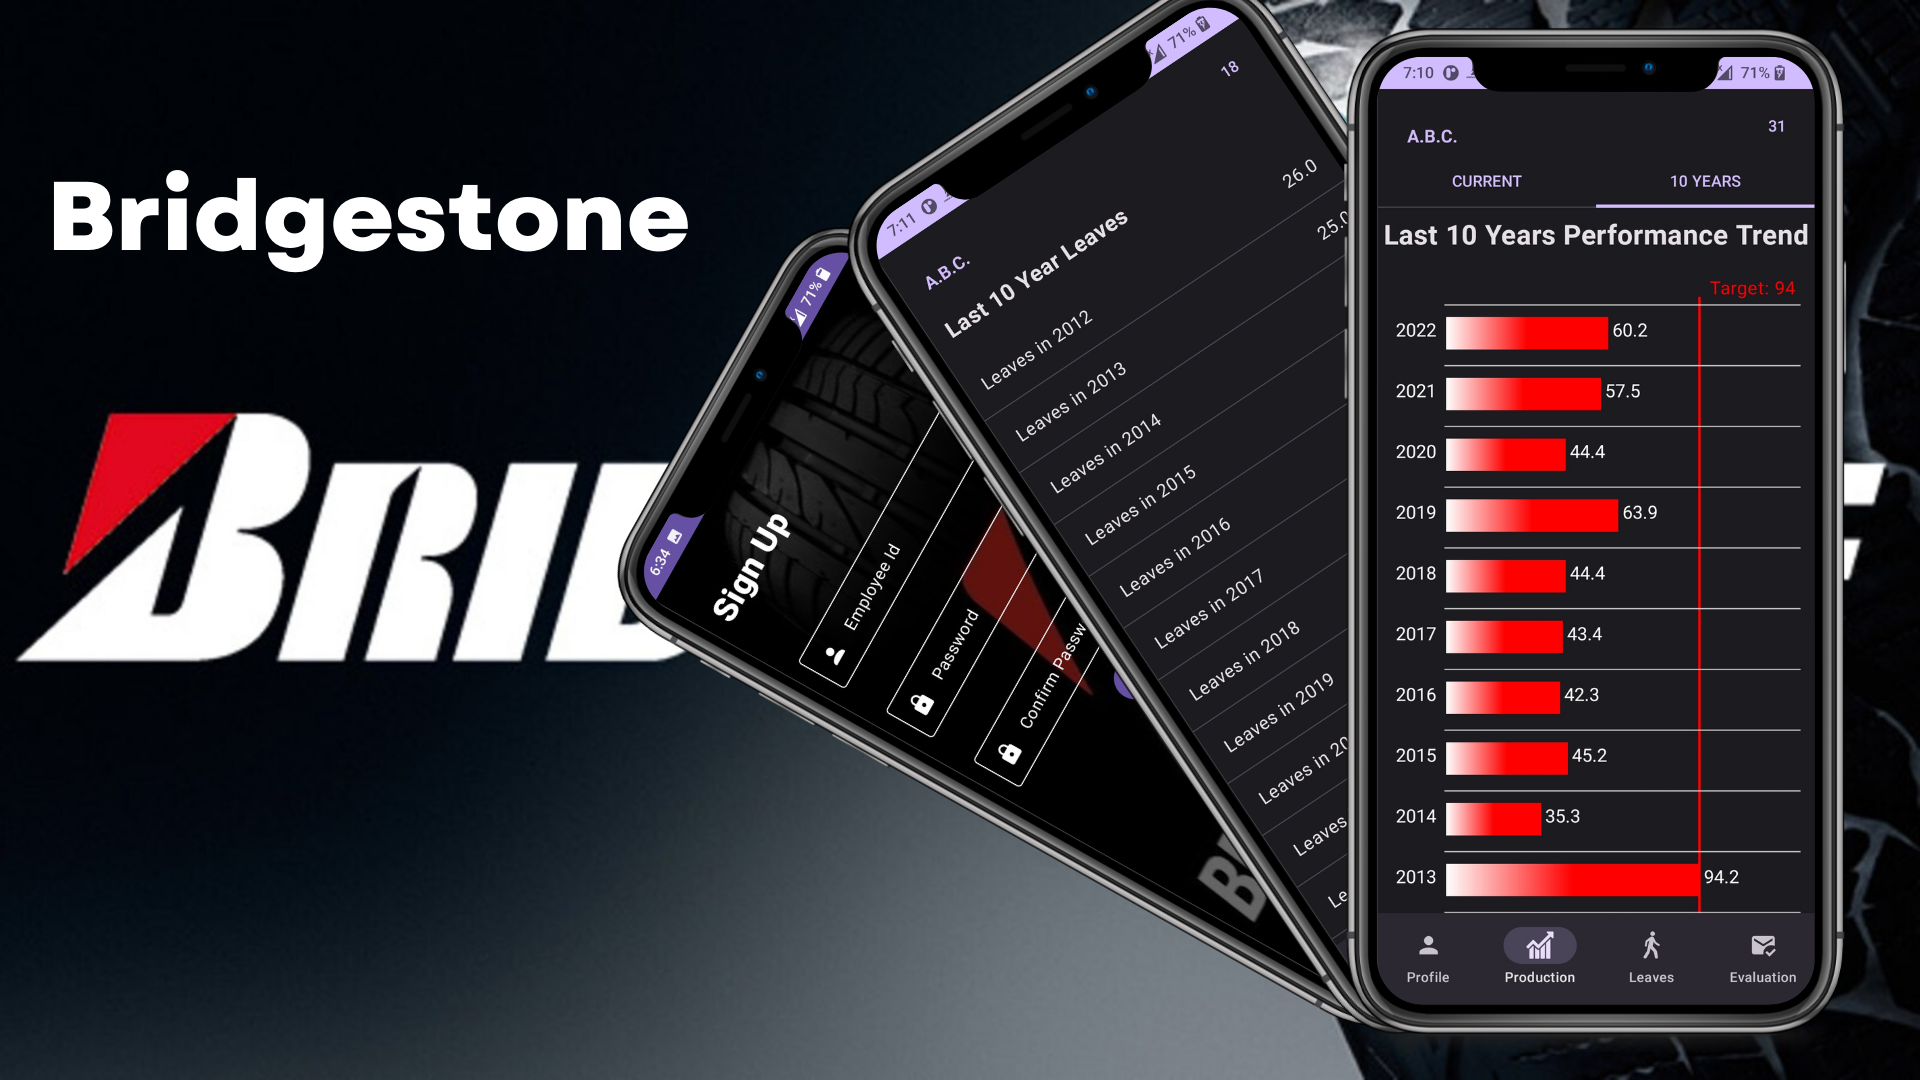 Bridgestone
BRID
6:34
71%
Sign Up
Employee Id
Password
Confirm Passw
7:11
71%
18
A.B.C.
Last 10 Year Leaves
Leaves in 2012
26.0
Leaves in 2013
25.0
Leaves in 2014
Leaves in 2015
Leaves in 2016
Leaves in 2017
Leaves in 2018
Leaves in 2019
Leaves in 20
Leaves
Le
7:10
71%
A.B.C.
31
CURRENT
10 YEARS
Last 10 Years Performance Trend
Target: 94
2022 60.2
2021 57.5
2020 44.4
2019 63.9
2018 44.4
2017 43.4
2016 42.3
2015 45.2
2014 35.3
2013 94.2
Profile
Production
Leaves
Evaluation